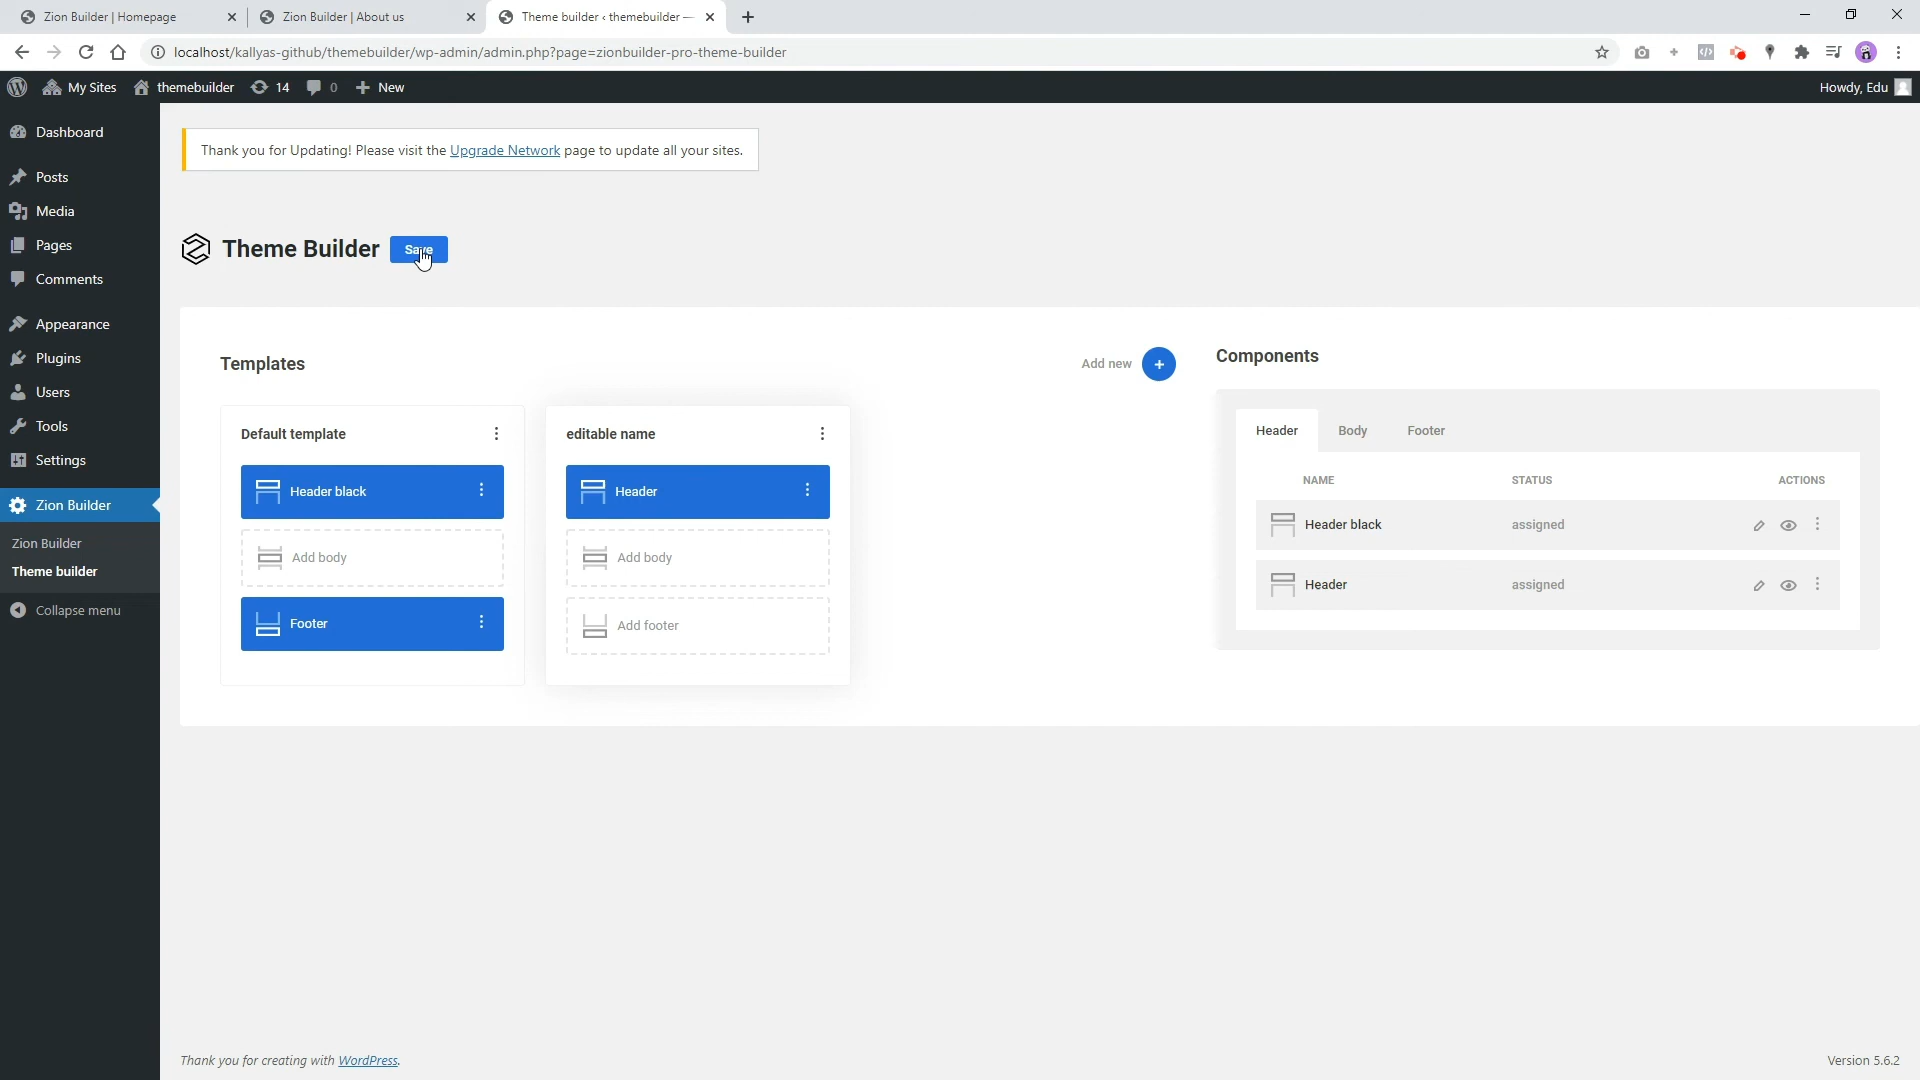 Zion Builder | Homepage
Zion Builder | About us
Theme builder ‹ themebuilder —
localhost/kallyas-github/themebuilder/wp-admin/admin.php?page=zionbuilder-pro-theme-builder
My Sites
themebuilder
14
0
New
Howdy, Edu
Dashboard
Posts
Media
Pages
Comments
Appearance
Plugins
Users
Tools
Settings
Zion Builder
Zion Builder
Theme builder
Collapse menu
Thank you for Updating! Please visit the Upgrade Network page to update all your sites.
Theme Builder
Save
Templates
Add new
Default template
Header black
Add body
Footer
editable name
Header
Add body
Add footer
Components
Header
Body
Footer
NAME
STATUS
ACTIONS
Header black
assigned
Header
assigned
Thank you for creating with WordPress.
Version 5.6.2